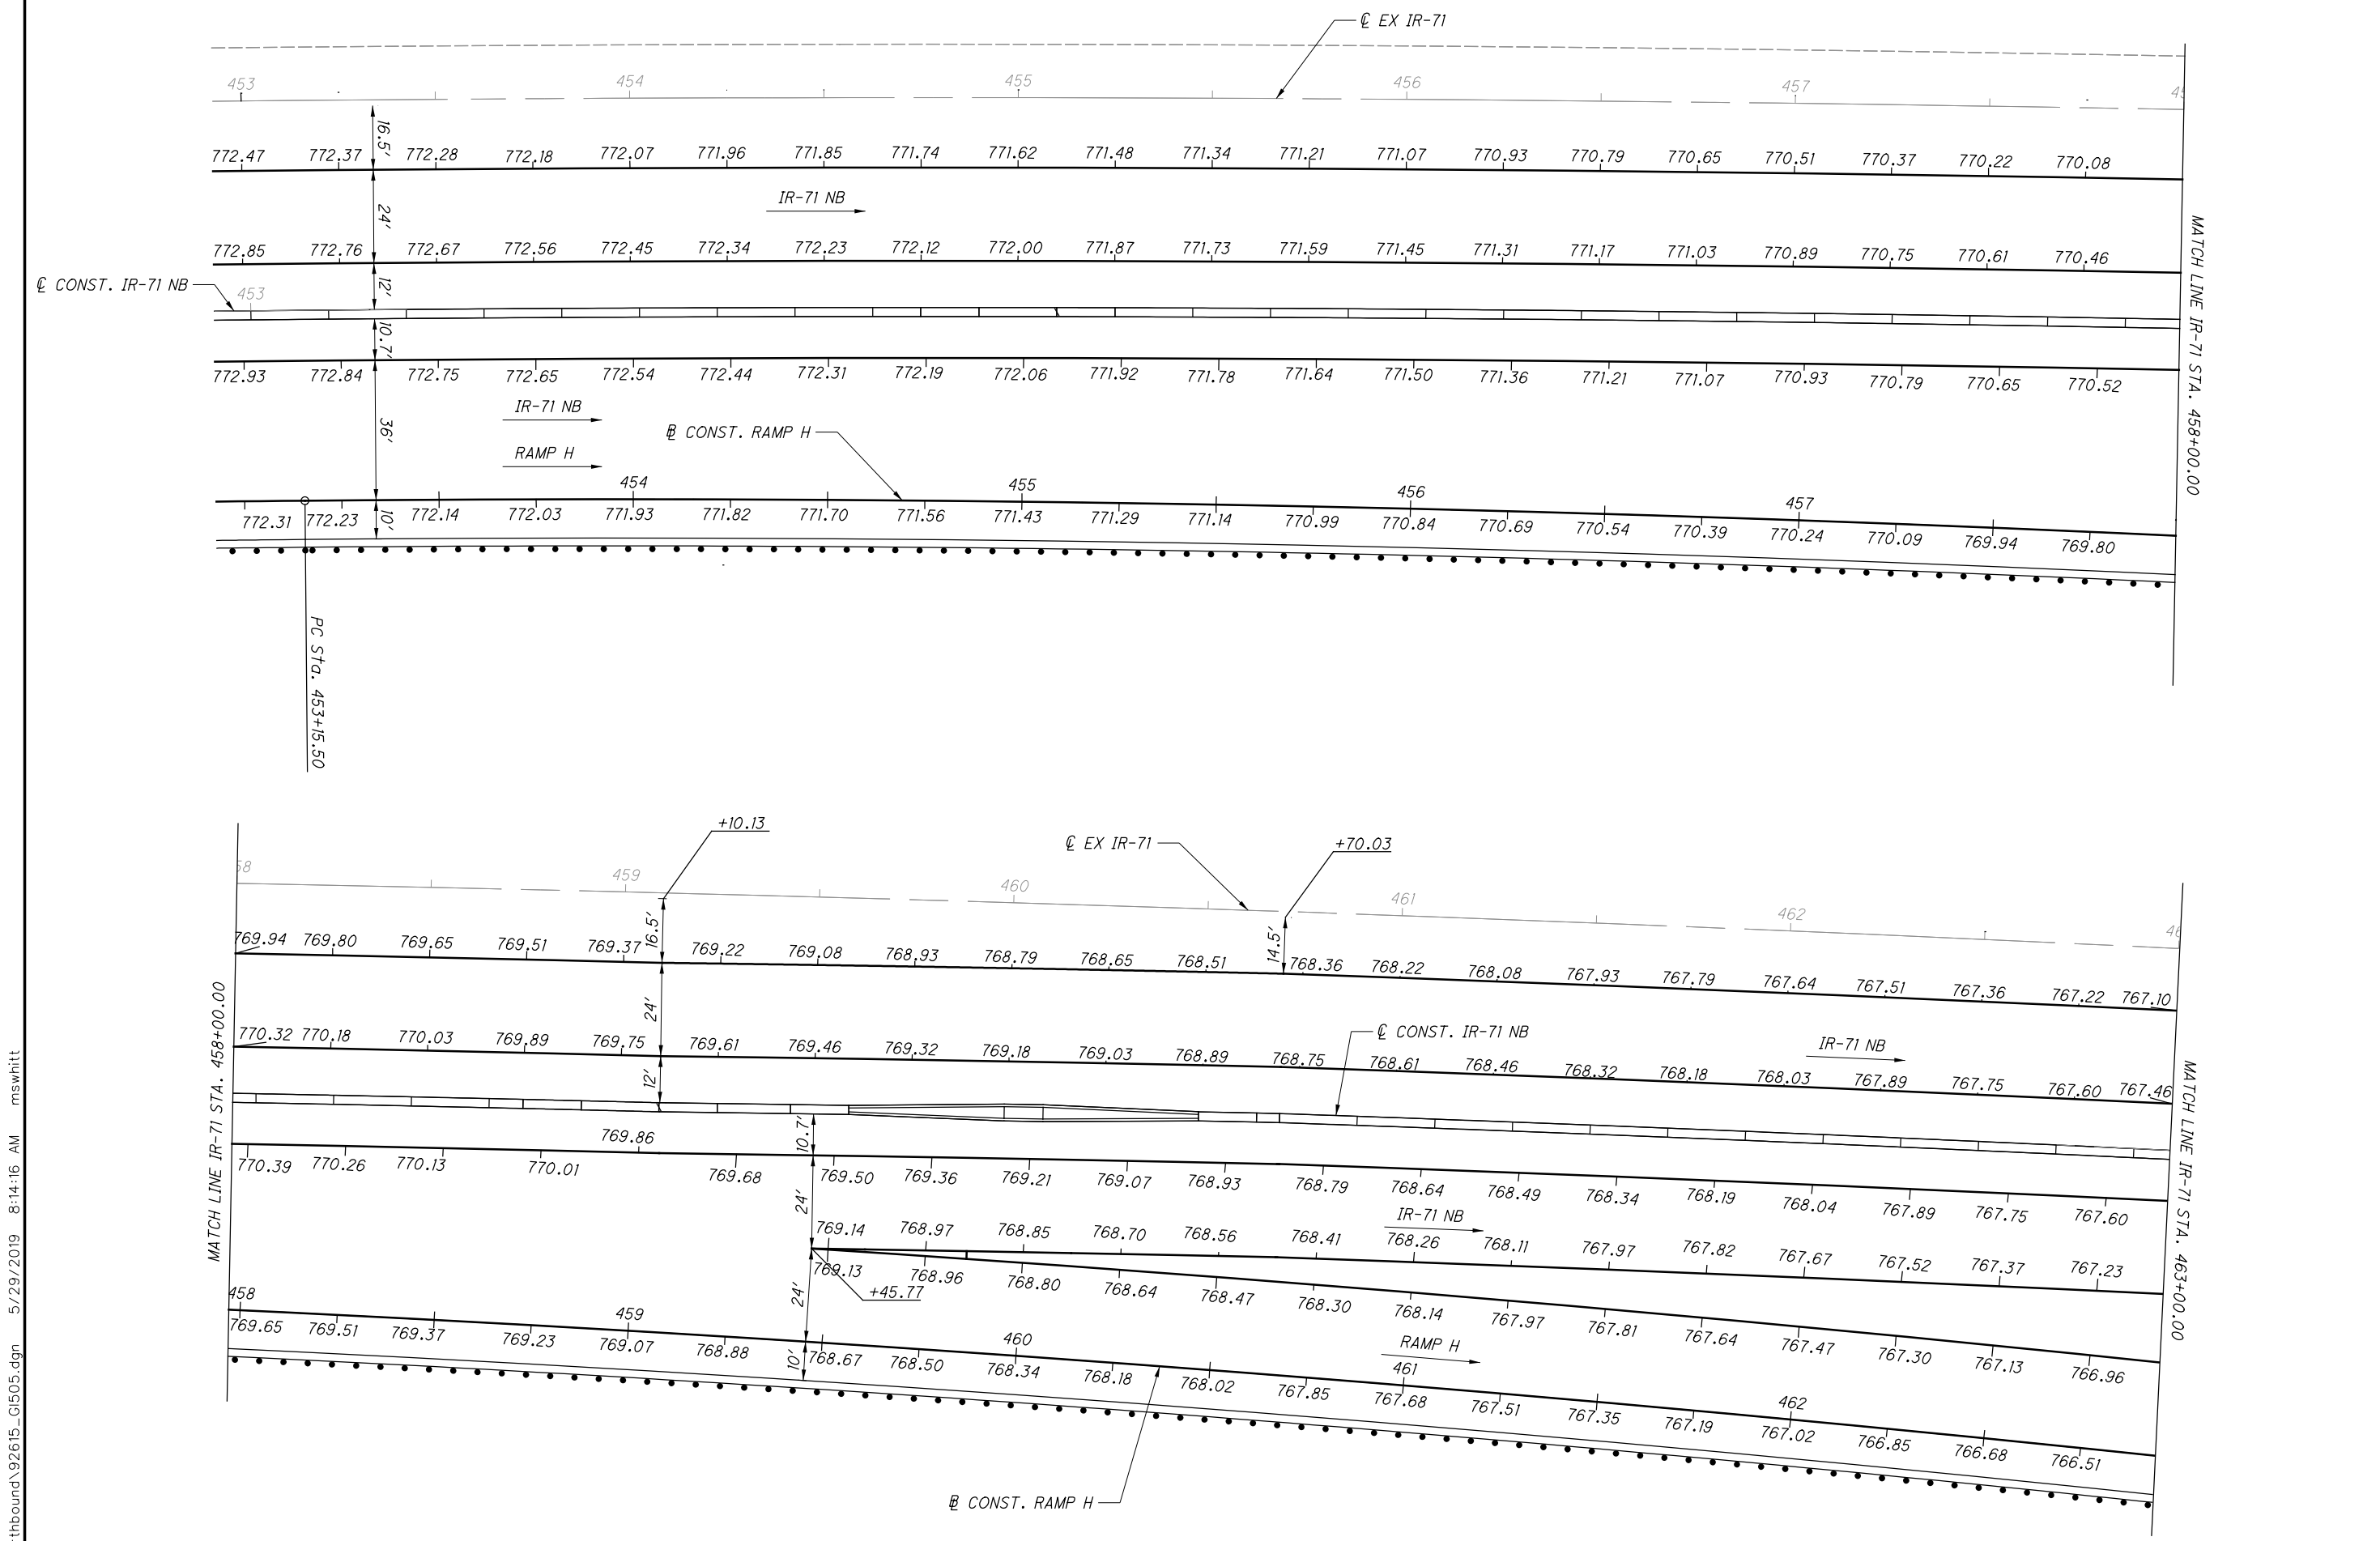 ℄ EX IR-71
453 454 455 456 457
16.5'
772.47 772.37 772.28 772.18 772.07 771.96 771.85 771.74 771.62 771.48 771.34 771.21 771.07 770.93 770.79 770.65 770.51 770.37 770.22 770.08
24'
IR-71 NB
772.85 772.76 772.67 772.56 772.45 772.34 772.23 772.12 772.00 771.87 771.73 771.59 771.45 771.31 771.17 771.03 770.89 770.75 770.61 770.46
℄ CONST. IR-71 NB
453
12'
10.7'
772.93 772.84 772.75 772.65 772.54 772.44 772.31 772.19 772.06 771.92 771.78 771.64 771.50 771.36 771.21 771.07 770.93 770.79 770.65 770.52
MATCH LINE IR-71 STA. 458+00.00
36'
IR-71 NB
℄ CONST. RAMP H
RAMP H
454 455 456 457
10'
772.31 772.23 772.14 772.03 771.93 771.82 771.70 771.56 771.43 771.29 771.14 770.99 770.84 770.69 770.54 770.39 770.24 770.09 769.94 769.80
PC Sta. 453+15.50
+10.13
℄ EX IR-71
+70.03
58 459 460 461 462
16.5'
14.5'
769.94 769.80 769.65 769.51 769.37 769.22 769.08 768.93 768.79 768.65 768.51 768.36 768.22 768.08 767.93 767.79 767.64 767.51 767.36 767.22 767.10
24'
℄ CONST. IR-71 NB
IR-71 NB
770.32 770.18 770.03 769.89 769.75 769.61 769.46 769.32 769.18 769.03 768.89 768.75 768.61 768.46 768.32 768.18 768.03 767.89 767.75 767.60 767.46
MATCH LINE IR-71 STA. 458+00.00
12'
10.7'
770.39 770.26 770.13 770.01 769.86 769.68 769.50 769.36 769.21 769.07 768.93 768.79 768.64 768.49 768.34 768.19 768.04 767.89 767.75 767.60
MATCH LINE IR-71 STA. 463+00.00
24'
IR-71 NB
769.14 768.97 768.85 768.70 768.56 768.41 768.26 768.11 767.97 767.82 767.67 767.52 767.37 767.23
769.13 768.96 768.80 768.64 768.47 768.30 768.14 767.97 767.81 767.64 767.47 767.30 767.13 766.96
+45.77
24'
RAMP H
458 459 460 461 462
10'
769.65 769.51 769.37 769.23 769.07 768.88 768.67 768.50 768.34 768.18 768.02 767.85 767.68 767.51 767.35 767.19 767.02 766.85 766.68 766.51
℄ CONST. RAMP H
thbound\92615_GI505.dgn 5/29/2019 8:14:16 AM mswhitt